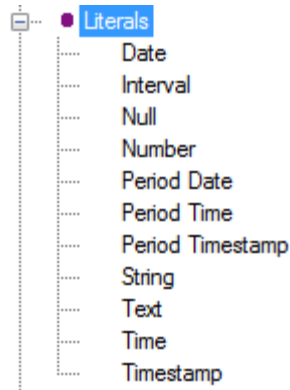 Literals
Date
Interval
Null
Number
Period Date
Period Time
Period Timestamp
String
Text
Time
Timestamp